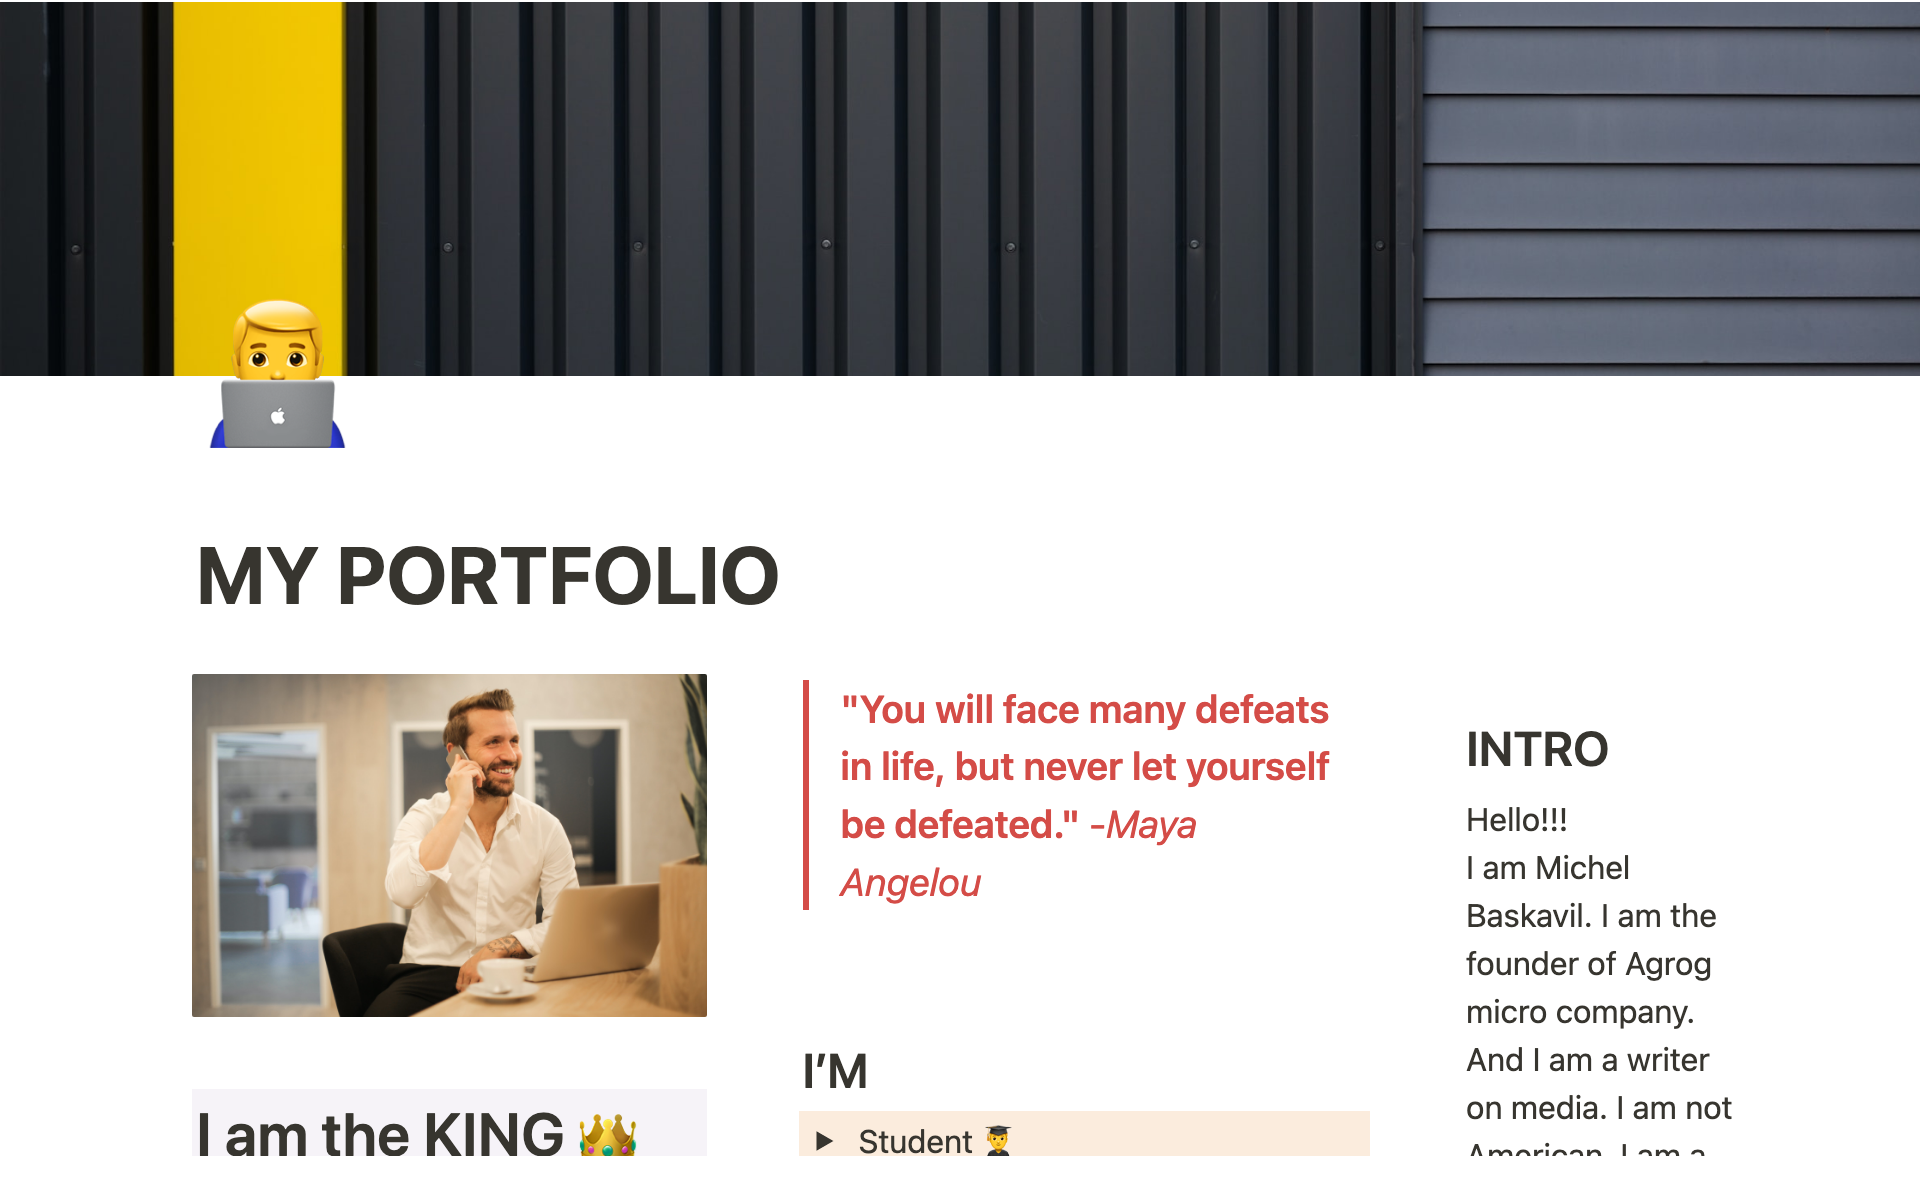 MY PORTFOLIO
"You will face many defeats
in life, but never let yourself
be defeated." -Maya
Angelou
I'M
Student
I am the KING
INTRO
Hello!!!
I am Michel
Baskavil. I am the
founder of Agrog
micro company.
And I am a writer
on media. I am not
American. I am a